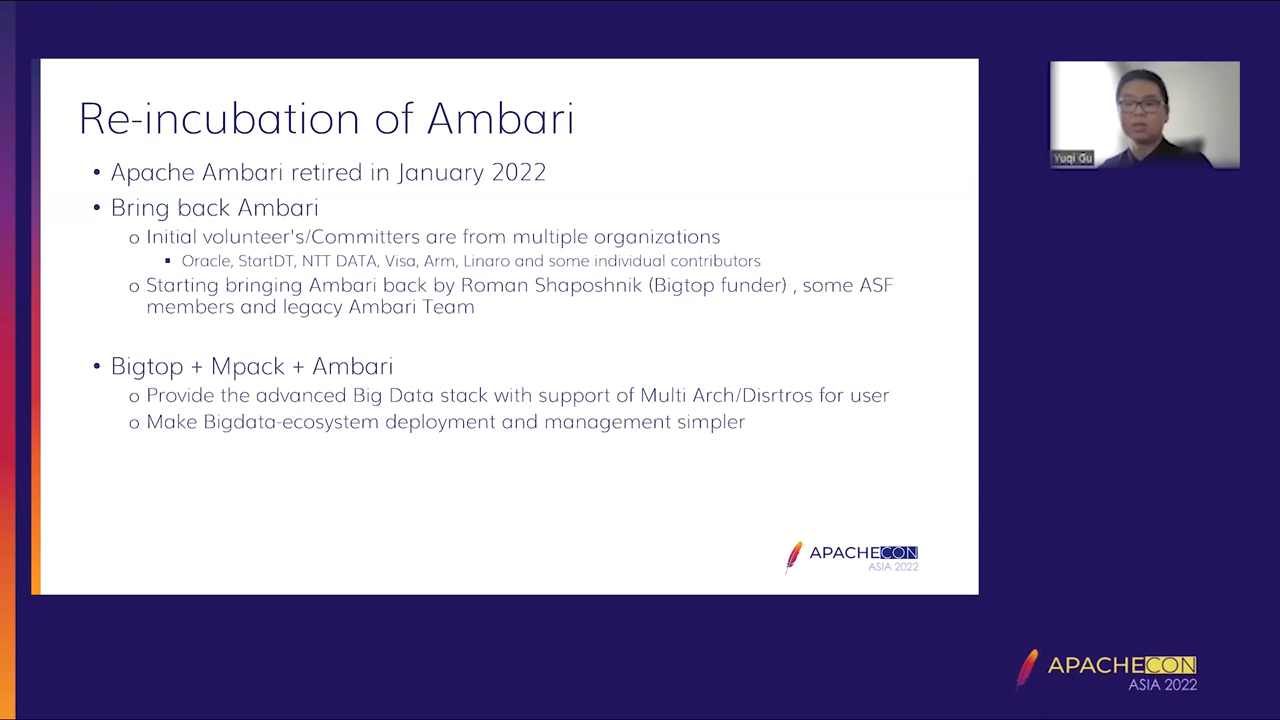 Re-incubation of Ambari
• Apache Ambari retired in January 2022
• Bring back Ambari
o Initial volunteer's/Committers are from multiple organizations
▪ Oracle, StartDT, NTT DATA, Visa, Arm, Linaro and some individual contributors
o Starting bringing Ambari back by Roman Shaposhnik (Bigtop funder) , some ASF
members and legacy Ambari Team
• Bigtop + Mpack + Ambari
o Provide the advanced Big Data stack with support of Multi Arch/Disrtros for user
o Make Bigdata-ecosystem deployment and management simpler
APACHECON
ASIA 2022
Yuqi Gu
APACHECON
ASIA 2022